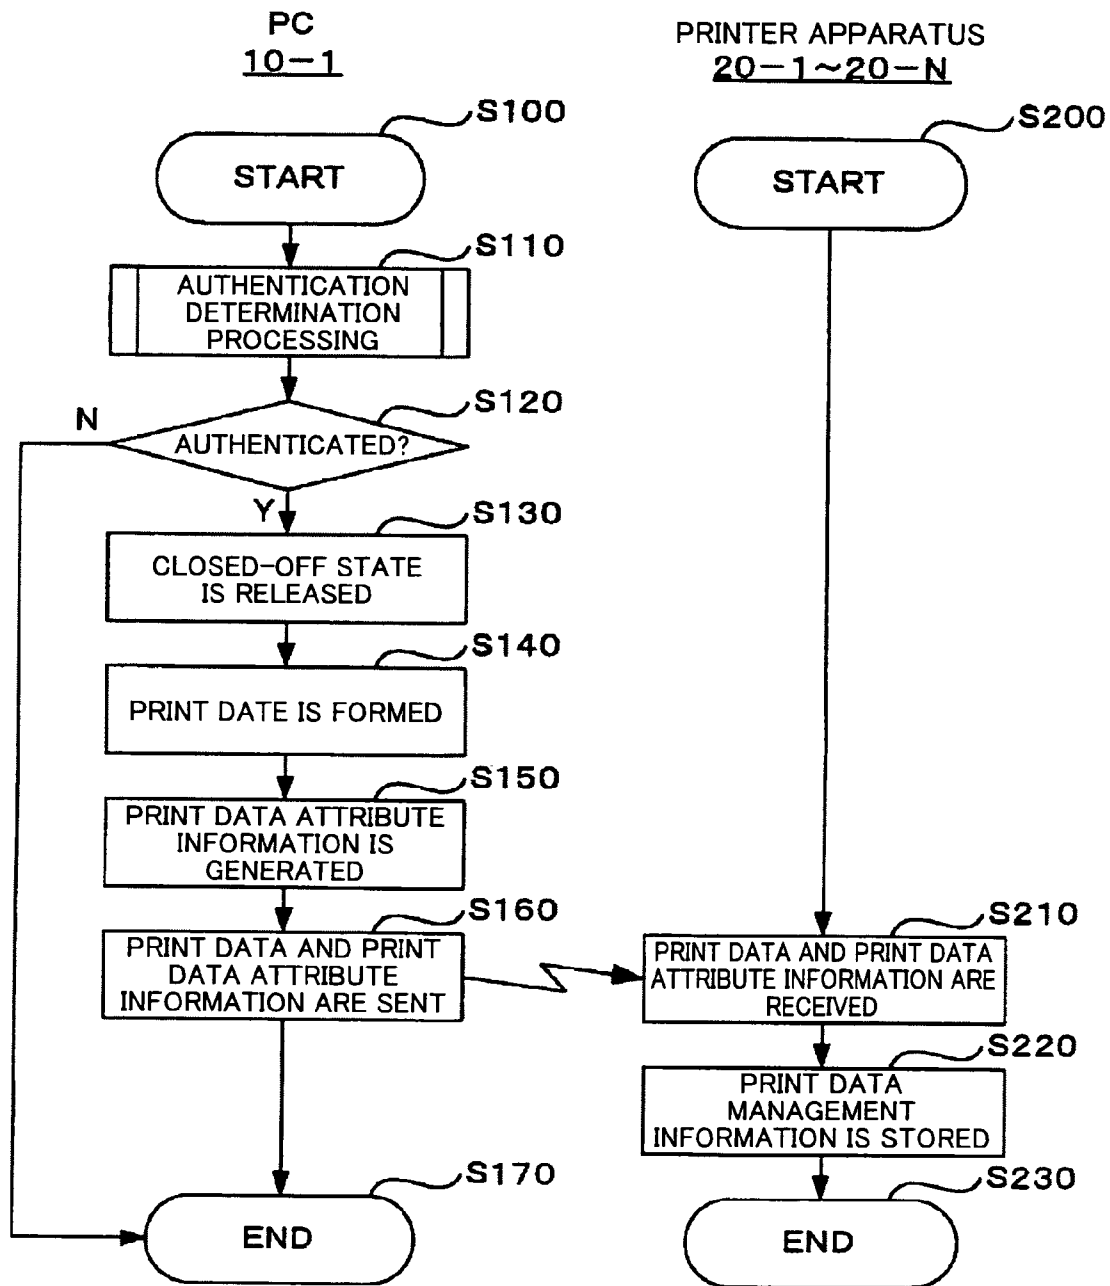 PC
10-1
S100
START
S110
AUTHENTICATION
DETERMINATION
PROCESSING
S120
N
AUTHENTICATED?
Y
S130
CLOSED-OFF STATE
IS RELEASED
S140
PRINT DATE IS FORMED
S150
PRINT DATA ATTRIBUTE
INFORMATION IS
GENERATED
S160
PRINT DATA AND PRINT
DATA ATTRIBUTE
INFORMATION ARE SENT
S170
END
PRINTER APPARATUS
20-1~20-N
S200
START
S210
PRINT DATA AND PRINT DATA
ATTRIBUTE INFORMATION ARE
RECEIVED
S220
PRINT DATA
MANAGEMENT
INFORMATION IS STORED
S230
END